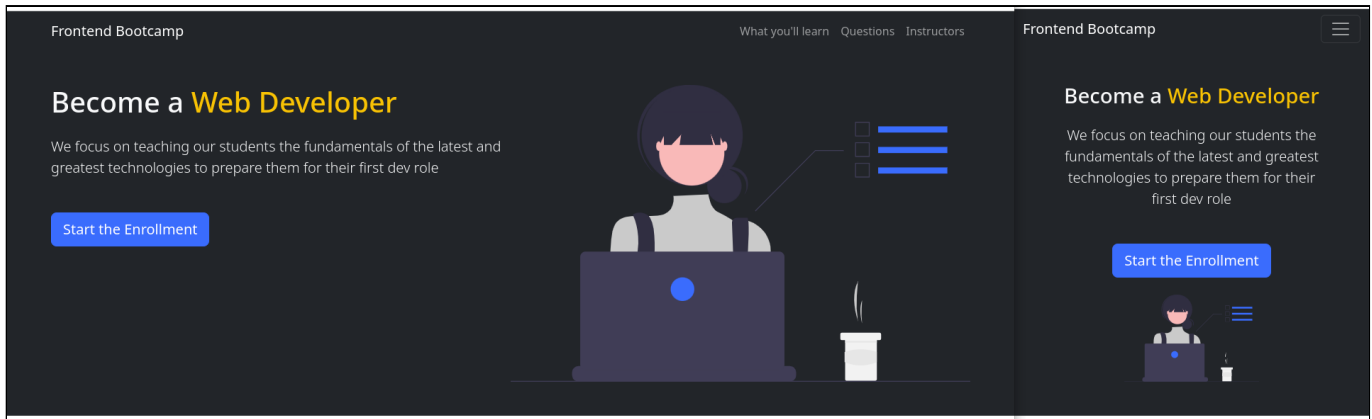 Frontend Bootcamp
What you'll learn Questions Instructors
Become a Web Developer
We focus on teaching our students the fundamentals of the latest and
greatest technologies to prepare them for their first dev role
Start the Enrollment
Frontend Bootcamp
Become a Web Developer
We focus on teaching our students the
fundamentals of the latest and greatest
technologies to prepare them for their
first dev role
Start the Enrollment